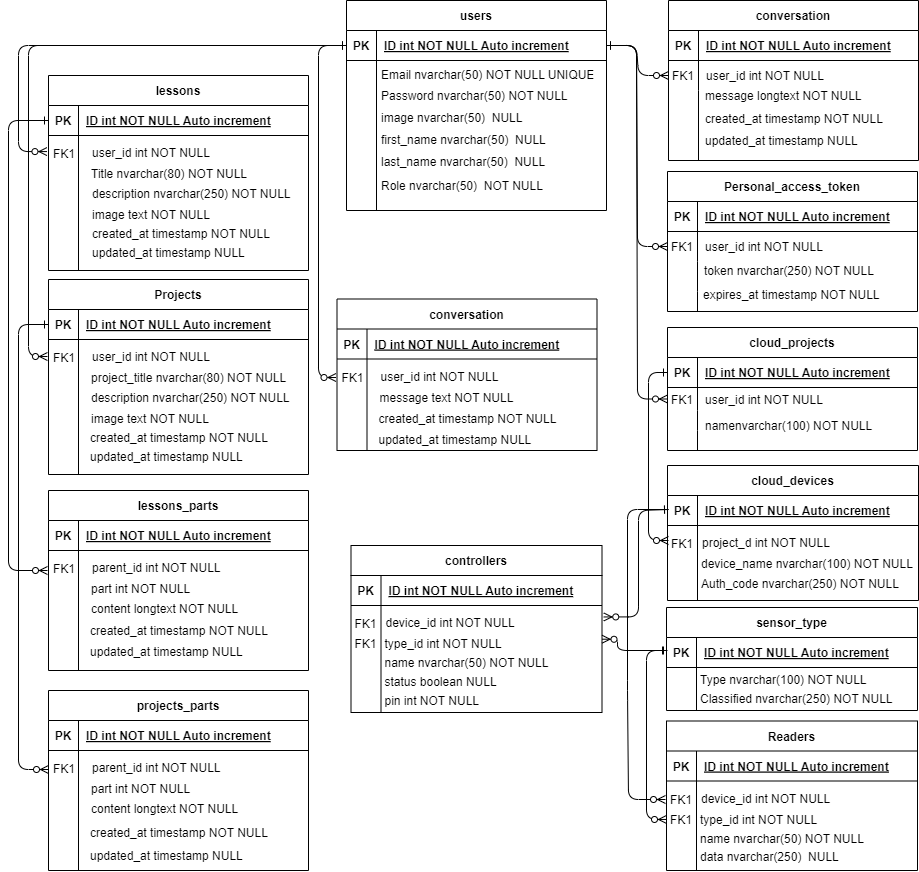 users
PK ID int NOT NULL Auto increment
Email nvarchar(50) NOT NULL UNIQUE
Password nvarchar(50) NOT NULL
image nvarchar(50) NULL
first_name nvarchar(50) NULL
last_name nvarchar(50) NULL
Role nvarchar(50) NOT NULL
conversation
PK ID int NOT NULL Auto increment
FK1 user_id int NOT NULL
message longtext NOT NULL
created_at timestamp NOT NULL
updated_at timestamp NULL
lessons
PK ID int NOT NULL Auto increment
FK1 user_id int NOT NULL
Title nvarchar(80) NOT NULL
description nvarchar(250) NOT NULL
image text NOT NULL
created_at timestamp NOT NULL
updated_at timestamp NULL
Personal_access_token
PK ID int NOT NULL Auto increment
FK1 user_id int NOT NULL
token nvarchar(250) NOT NULL
expires_at timestamp NOT NULL
Projects
PK ID int NOT NULL Auto increment
FK1 user_id int NOT NULL
project_title nvarchar(80) NOT NULL
description nvarchar(250) NOT NULL
image text NOT NULL
created_at timestamp NOT NULL
updated_at timestamp NULL
conversation
PK ID int NOT NULL Auto increment
FK1 user_id int NOT NULL
message text NOT NULL
created_at timestamp NOT NULL
updated_at timestamp NULL
cloud_projects
PK ID int NOT NULL Auto increment
FK1 user_id int NOT NULL
namenvarchar(100) NOT NULL
lessons_parts
PK ID int NOT NULL Auto increment
FK1 parent_id int NOT NULL
part int NOT NULL
content longtext NOT NULL
created_at timestamp NOT NULL
updated_at timestamp NULL
controllers
PK ID int NOT NULL Auto increment
FK1 device_id int NOT NULL
FK1 type_id int NOT NULL
name nvarchar(50) NOT NULL
status boolean NULL
pin int NOT NULL
cloud_devices
PK ID int NOT NULL Auto increment
FK1 project_d int NOT NULL
device_name nvarchar(100) NOT NULL
Auth_code nvarchar(250) NOT NULL
sensor_type
PK ID int NOT NULL Auto increment
Type nvarchar(100) NOT NULL
Classified nvarchar(250) NOT NULL
projects_parts
PK ID int NOT NULL Auto increment
FK1 parent_id int NOT NULL
part int NOT NULL
content longtext NOT NULL
created_at timestamp NOT NULL
updated_at timestamp NULL
Readers
PK ID int NOT NULL Auto increment
FK1 device_id int NOT NULL
FK1 type_id int NOT NULL
name nvarchar(50) NOT NULL
data nvarchar(250) NULL